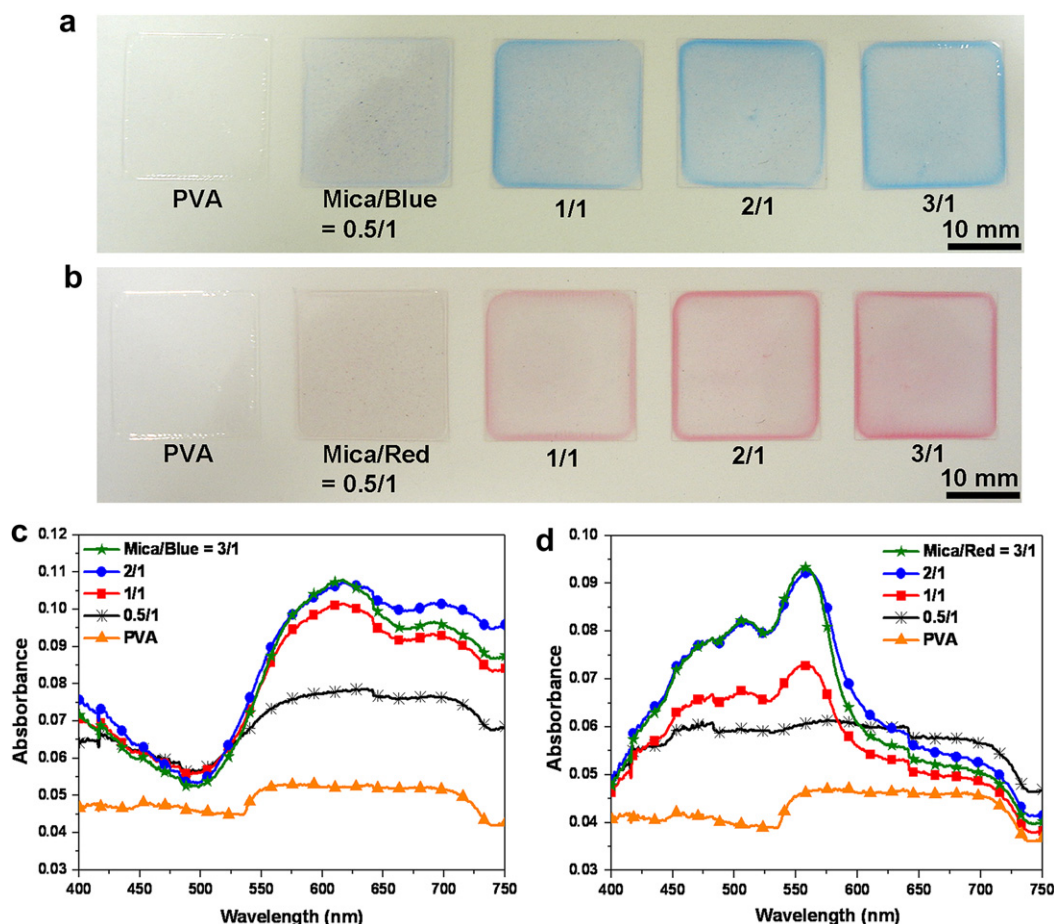 a
PVA
Mica/Blue
= 0.5/1
1/1
2/1
3/1
10 mm
b
PVA
Mica/Red
= 0.5/1
1/1
2/1
3/1
10 mm
c
Absborbance
0.12
0.11
0.10
0.09
0.08
0.07
0.06
0.05
0.04
0.03
Mica/Blue = 3/1
2/1
1/1
0.5/1
PVA
400 450 500 550 600 650 700 750
Wavelength (nm)
d
Absborbance
0.10
0.09
0.08
0.07
0.06
0.05
0.04
0.03
Mica/Red = 3/1
2/1
1/1
0.5/1
PVA
400 450 500 550 600 650 700 750
Wavelength (nm)